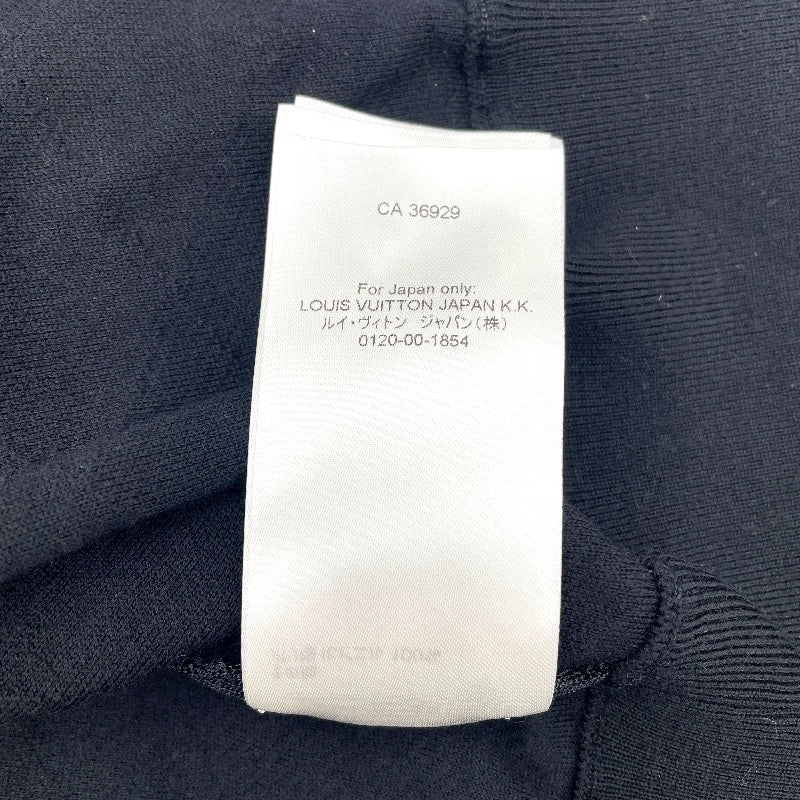 CA 36929
For Japan only:
LOUIS VUITTON JAPAN K.K.
ルイ・ヴィトン ジャパン(株)
0120-00-1854